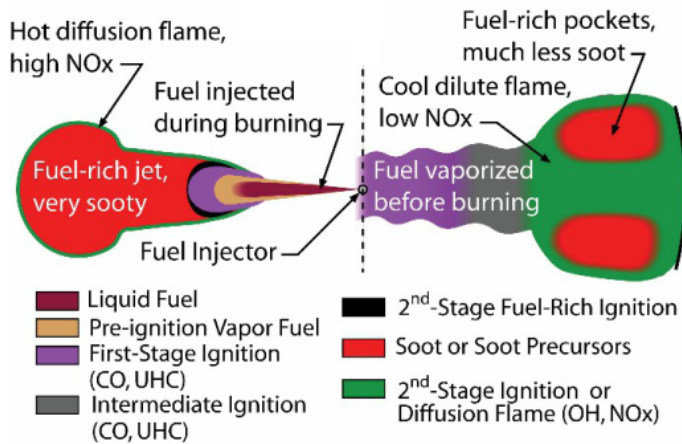 Hot diffusion flame,
high NOx
Fuel injected
during burning
Fuel-rich jet,
very sooty
Fuel Injector
Fuel-rich pockets,
much less soot
Cool dilute flame,
low NOx
Fuel vaporized
before burning
Liquid Fuel
Pre-ignition Vapor Fuel
First-Stage Ignition
(CO, UHC)
Intermediate Ignition
(CO, UHC)
2nd-Stage Fuel-Rich Ignition
Soot or Soot Precursors
2nd-Stage Ignition or
Diffusion Flame (OH, NOx)